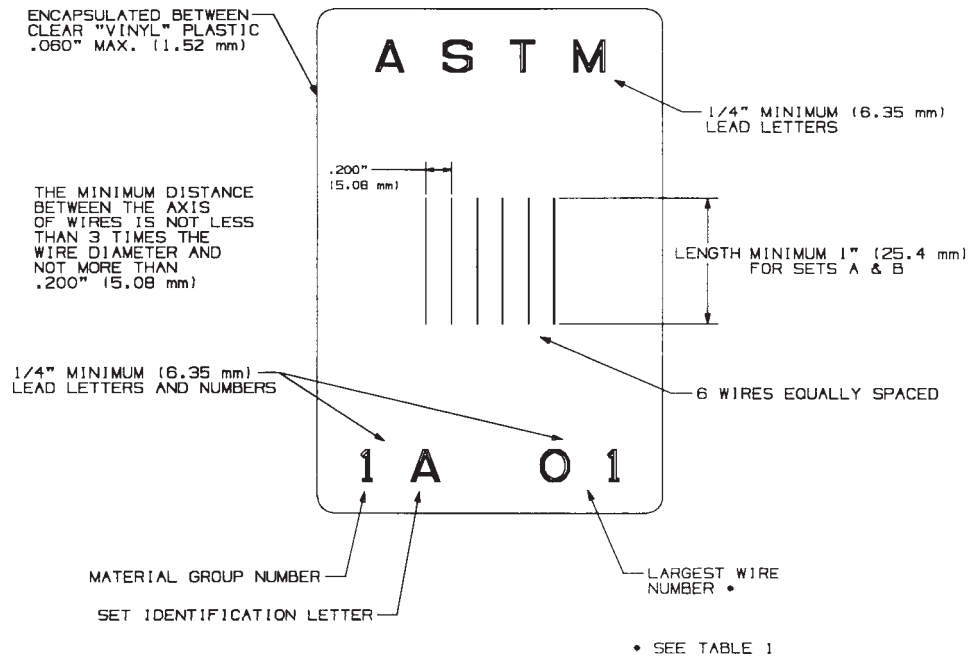 ENCAPSULATED BETWEEN
CLEAR "VINYL" PLASTIC
.060" MAX. (1.52 mm)
A S T M
1/4" MINIMUM (6.35 mm)
LEAD LETTERS
.200"
(5.08 mm)
THE MINIMUM DISTANCE
BETWEEN THE AXIS
OF WIRES IS NOT LESS
THAN 3 TIMES THE
WIRE DIAMETER AND
NOT MORE THAN
.200" (5.08 mm)
LENGTH MINIMUM 1" (25.4 mm)
FOR SETS A & B
1/4" MINIMUM (6.35 mm)
LEAD LETTERS AND NUMBERS
6 WIRES EQUALLY SPACED
1 A 0 1
MATERIAL GROUP NUMBER
SET IDENTIFICATION LETTER
LARGEST WIRE
NUMBER •
• SEE TABLE 1